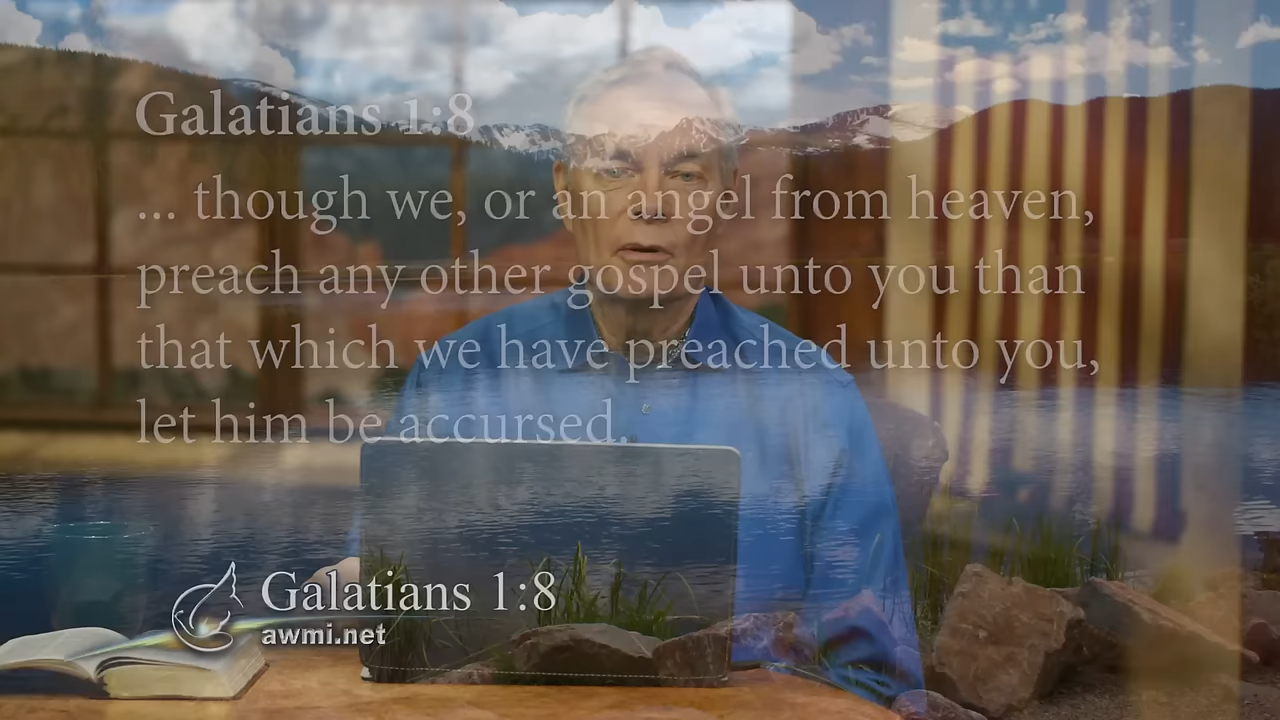 Galatians 1:8
... though we, or an angel from heaven,
preach any other gospel unto you than
that which we have preached unto you,
let him be accursed.
Galatians 1:8
awmi.net